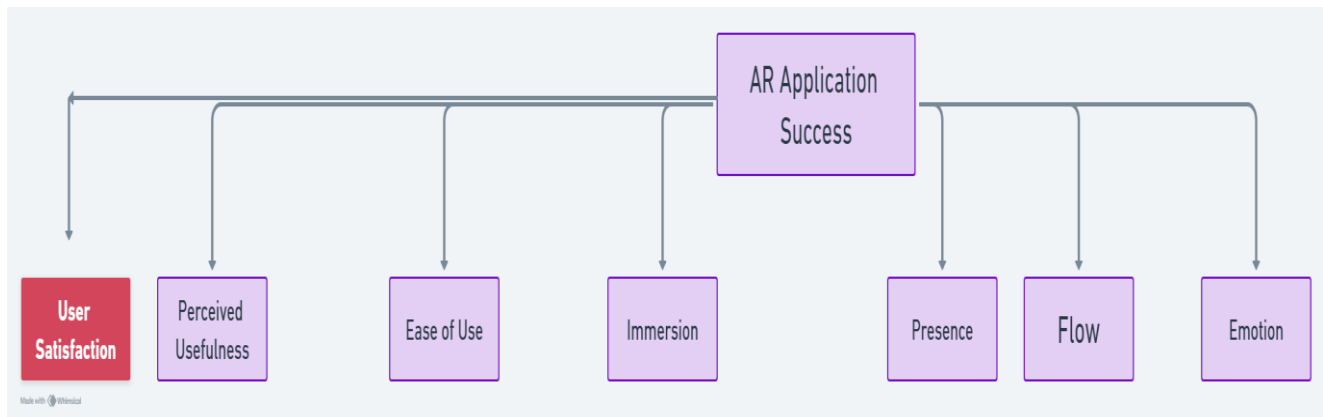 AR Application
Success
User
Satisfaction
Perceived
Usefulness
Ease of Use
Immersion
Presence
Flow
Emotion
Made with Whimsical